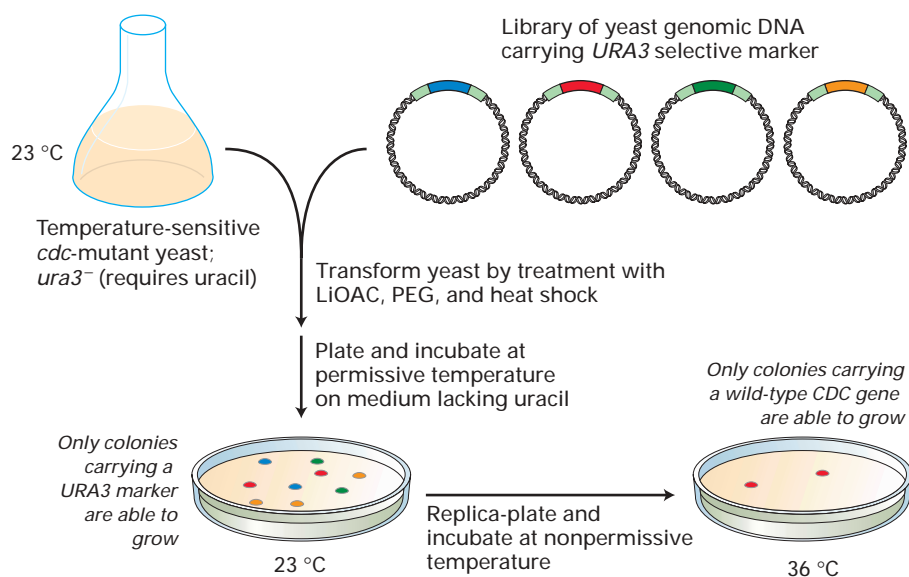 Library of yeast genomic DNA
carrying URA3 selective marker
23 °C
Temperature-sensitive
cdc-mutant yeast;
ura3⁻ (requires uracil)
Transform yeast by treatment with
LiOAC, PEG, and heat shock
Plate and incubate at
permissive temperature
on medium lacking uracil
Only colonies carrying
a wild-type CDC gene
are able to grow
Only colonies
carrying a
URA3 marker
are able to
grow
Replica-plate and
incubate at nonpermissive
temperature
23 °C
36 °C